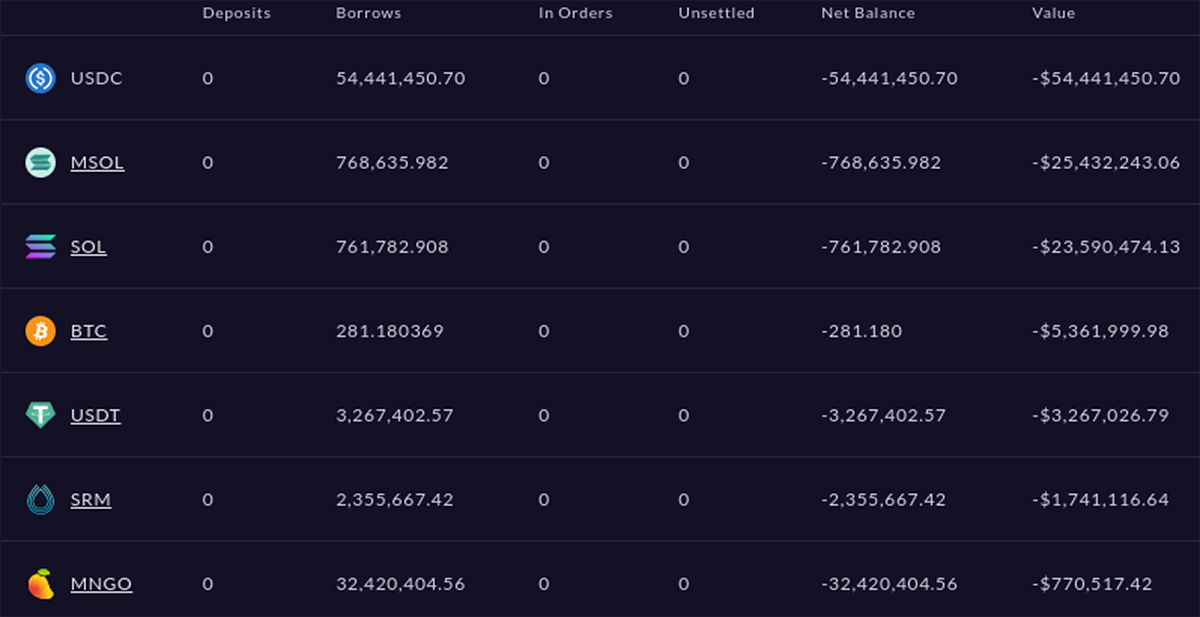 Deposits Borrows In Orders Unsettled Net Balance Value
USDC 0 54,441,450.70 0 0 -54,441,450.70 -$54,441,450.70
MSOL 0 768,635.982 0 0 -768,635.982 -$25,432,243.06
SOL 0 761,782.908 0 0 -761,782.908 -$23,590,474.13
BTC 0 281.180369 0 0 -281.180 -$5,361,999.98
USDT 0 3,267,402.57 0 0 -3,267,402.57 -$3,267,026.79
SRM 0 2,355,667.42 0 0 -2,355,667.42 -$1,741,116.64
MNGO 0 32,420,404.56 0 0 -32,420,404.56 -$770,517.42